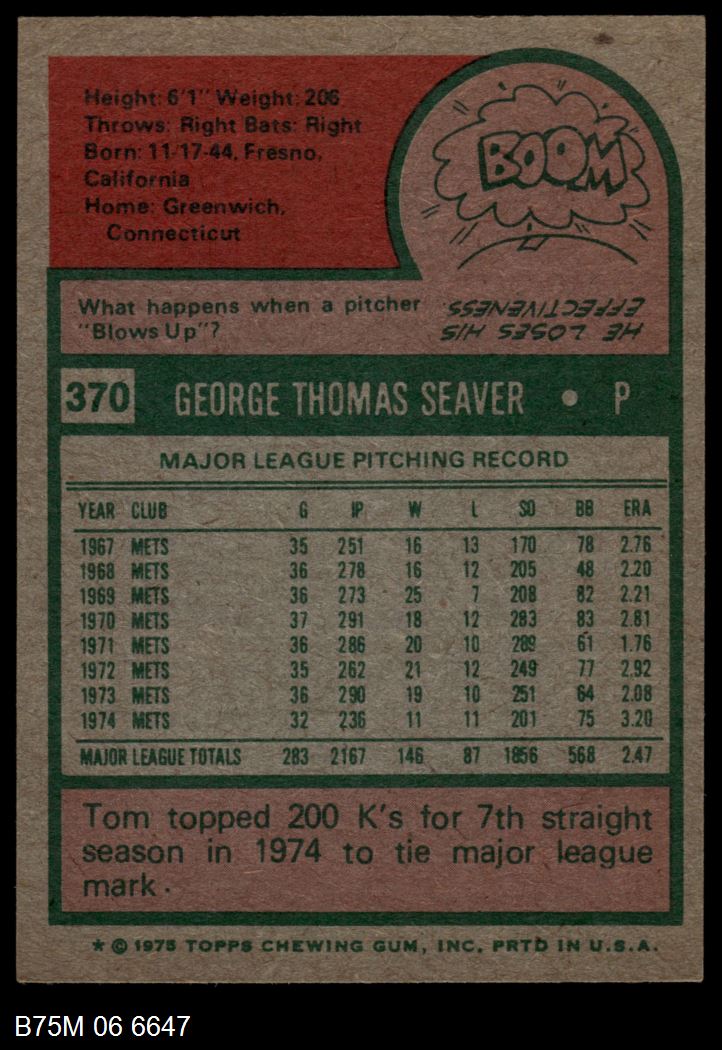 Height: 6'1" Weight: 206
Throws: Right Bats: Right
Born: 11-17-44, Fresno,
California
Home: Greenwich,
Connecticut
BOOM
What happens when a pitcher
"Blows Up"?
HE LOSES HIS
EFFECTIVENESS.
370 GEORGE THOMAS SEAVER • P
MAJOR LEAGUE PITCHING RECORD
YEAR CLUB G IP W L SO BB ERA
1967 METS 35 251 16 13 170 78 2.76
1968 METS 36 278 16 12 205 48 2.20
1969 METS 36 273 25 7 208 82 2.21
1970 METS 37 291 18 12 283 83 2.81
1971 METS 36 286 20 10 289 61 1.76
1972 METS 35 262 21 12 249 77 2.92
1973 METS 36 290 19 10 251 64 2.08
1974 METS 32 236 11 11 201 75 3.20
MAJOR LEAGUE TOTALS 283 2167 146 87 1856 568 2.47
Tom topped 200 K's for 7th straight
season in 1974 to tie major league
mark.
* © 1975 TOPPS CHEWING GUM, INC. PRTD IN U.S.A.
B75M 06 6647